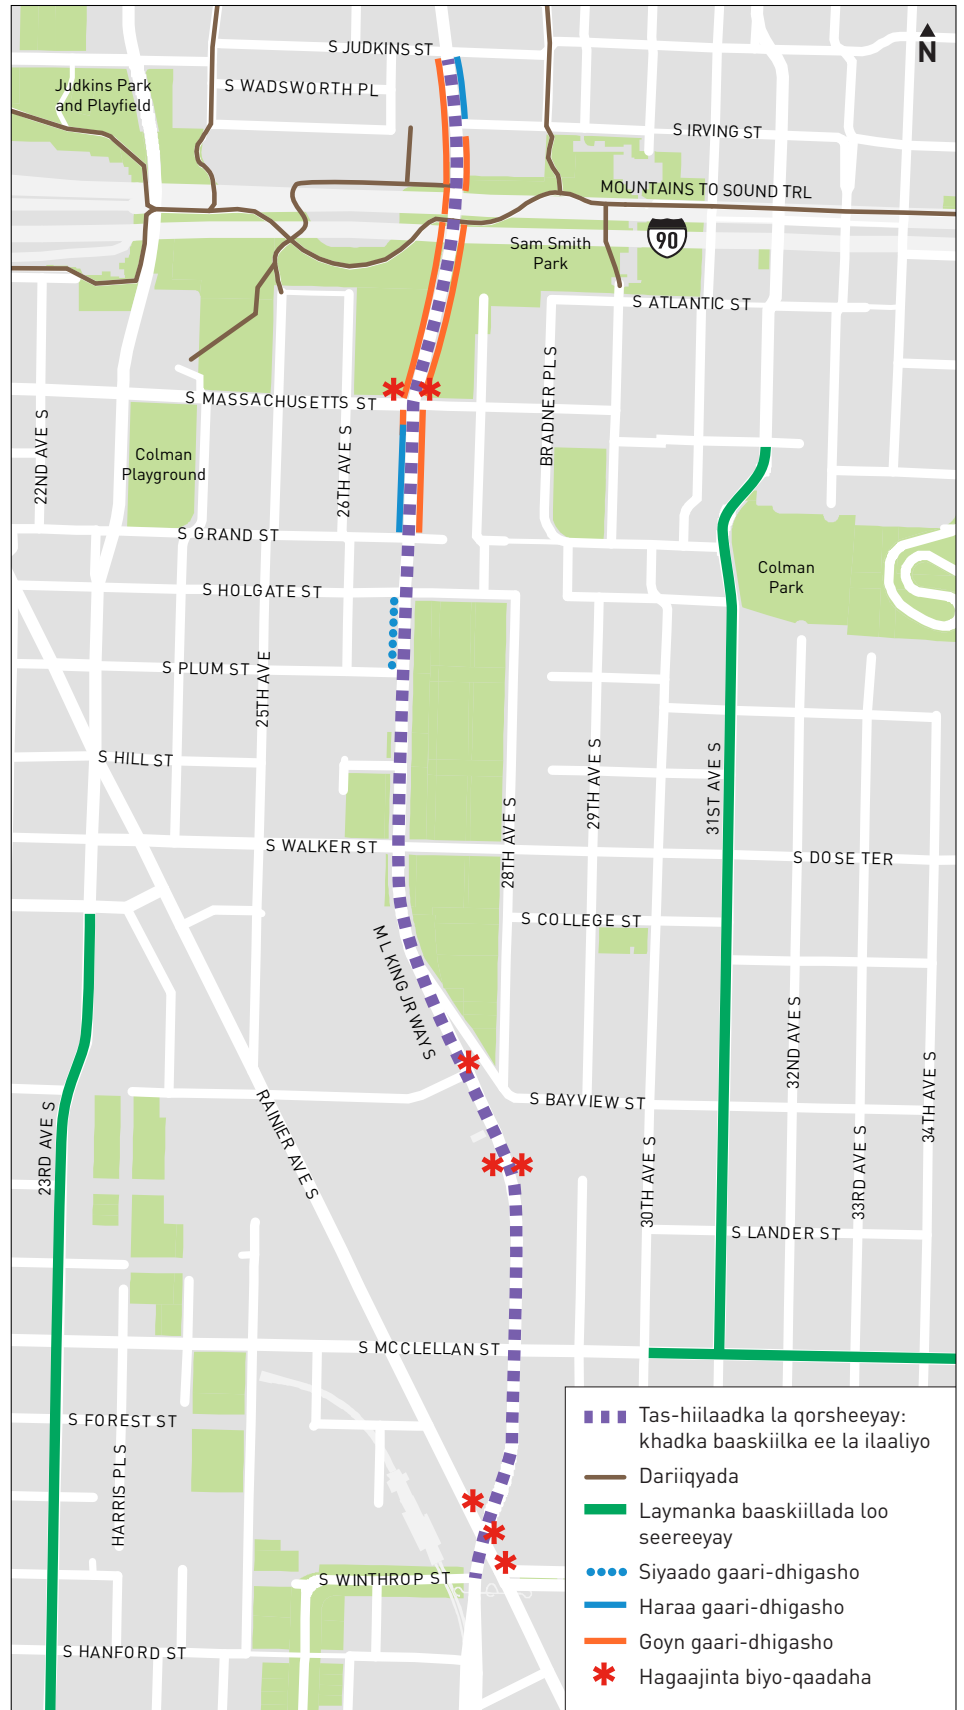 S JUDKINS ST
N
Judkins Park
and Playfield
S WADSWORTH PL
S IRVING ST
MOUNTAINS TO SOUND TRL
90
Sam Smith
Park
S ATLANTIC ST
BRADNER PL S
S MASSACHUSETTS ST
22ND AVE S
26TH AVE S
Colman
Playground
S GRAND ST
Colman
Park
S HOLGATE ST
S PLUM ST
25TH AVE
S HILL ST
29TH AVE S
31ST AVE S
28TH AVE S
S WALKER ST
S DOSE TER
S COLLEGE ST
M L KING JR WAY S
32ND AVE S
34TH AVE S
RAINIER AVE S
S BAYVIEW ST
23RD AVE S
30TH AVE S
33RD AVE S
S LANDER ST
S MCCLELLAN ST
S FOREST ST
HARRIS PL S
S WINTHROP ST
S HANFORD ST
Tas-hiilaadka la qorsheeyay:
khadka baaskiilka ee la ilaaliyo
Dariiqyada
Laymanka baaskiillada loo
seereeyay
Siyaado gaari-dhigasho
Haraa gaari-dhigasho
Goyn gaari-dhigasho
Hagaajinta biyo-qaadaha